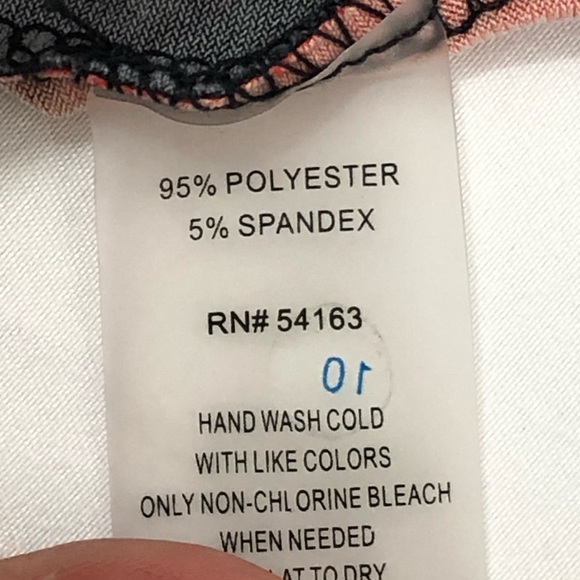 95% POLYESTER
5% SPANDEX
RN# 54163
10
HAND WASH COLD
WITH LIKE COLORS
ONLY NON-CHLORINE BLEACH
WHEN NEEDED
AT TO DRY